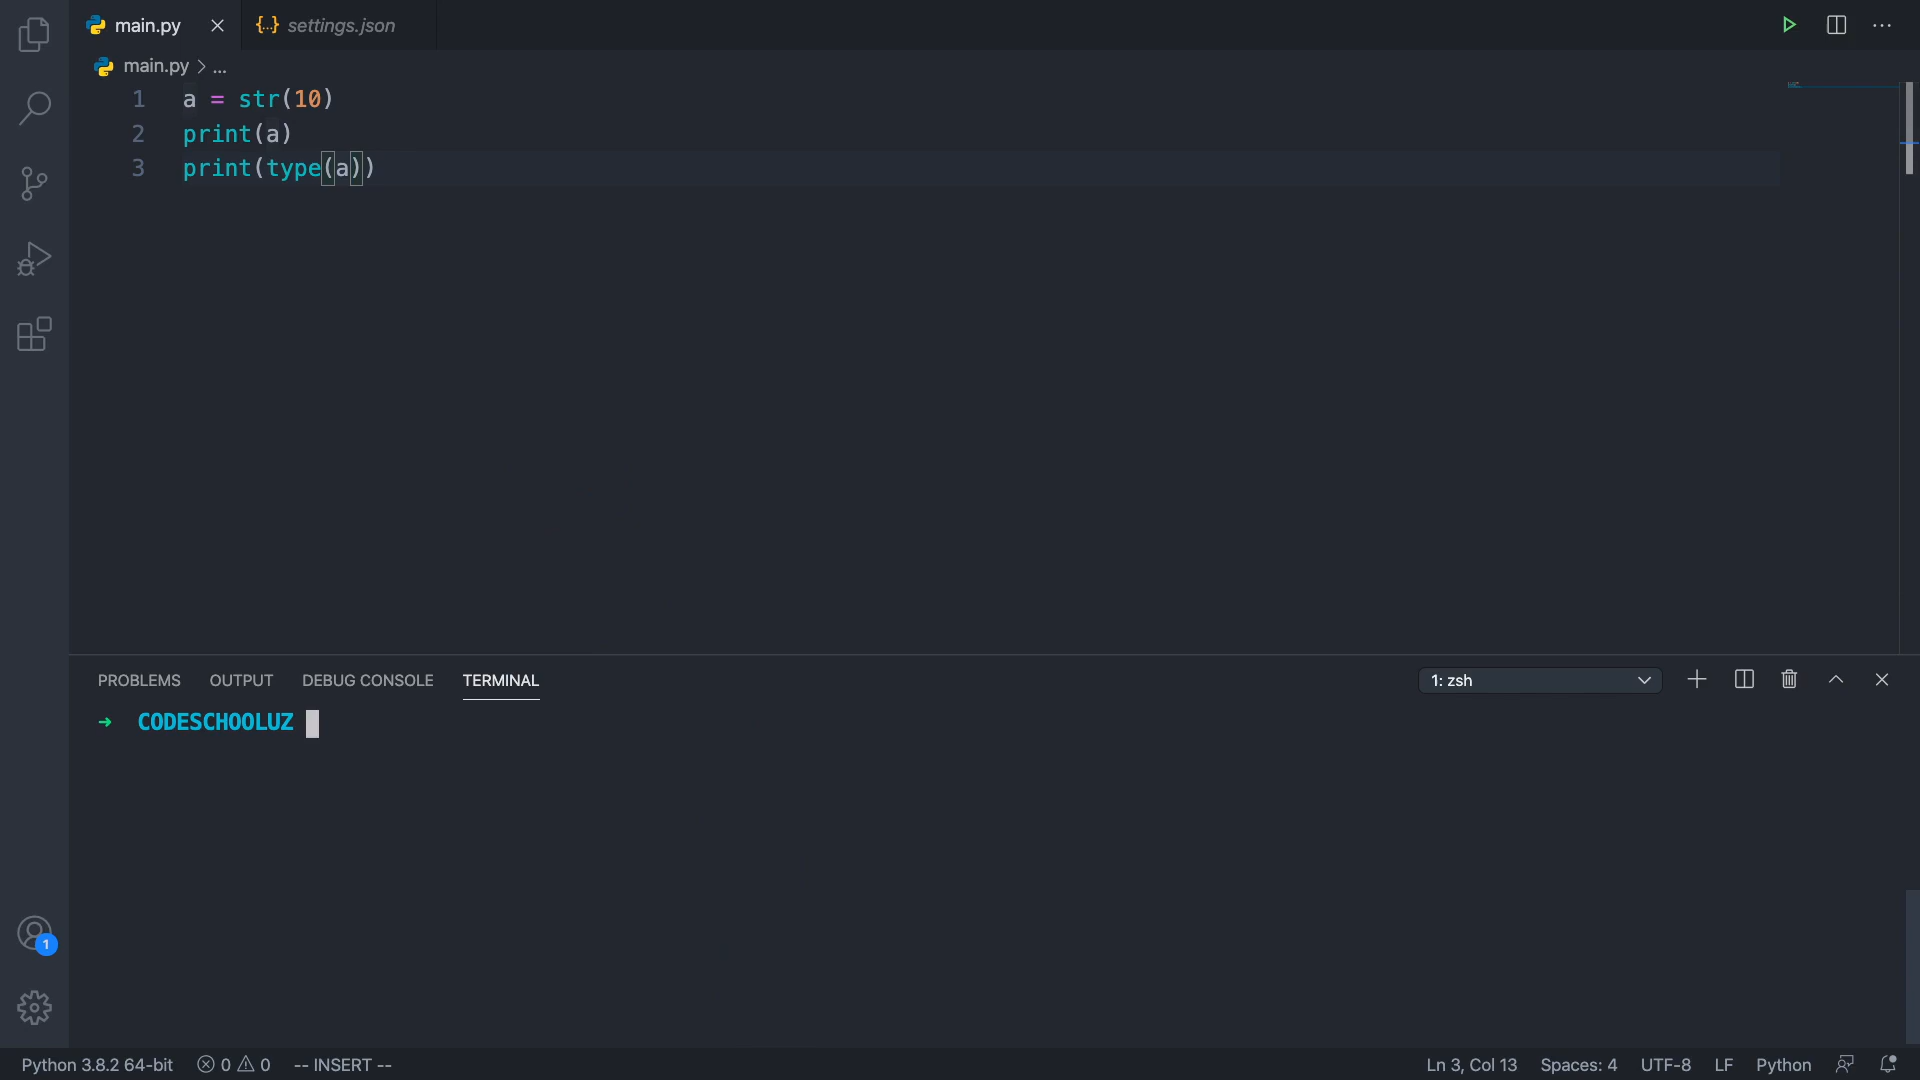 main.py
{..} settings.json
main.py > ...
1 a = str(10)
2 print(a)
3 print(type(a))
PROBLEMS OUTPUT DEBUG CONSOLE TERMINAL 1: zsh
➜ CODESCHOOLUZ
1
Python 3.8.2 64-bit 0 0 -- INSERT -- Ln 3, Col 13 Spaces: 4 UTF-8 LF Python